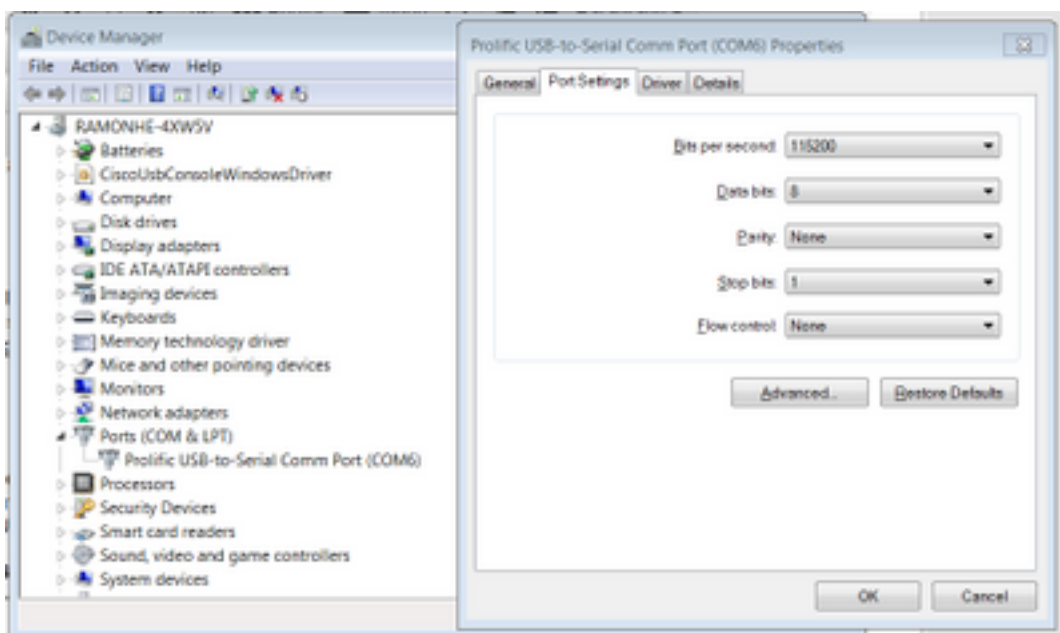 Device Manager
File Action View Help
RAMONHE-4XW5V
Batteries
CiscoUsbConsoleWindowsDriver
Computer
Disk drives
Display adapters
IDE ATA/ATAPI controllers
Imaging devices
Keyboards
Memory technology driver
Mice and other pointing devices
Monitors
Network adapters
Ports (COM & LPT)
Prolific USB-to-Serial Comm Port (COM6)
Processors
Security Devices
Smart card readers
Sound, video and game controllers
System devices
Prolific USB-to-Serial Comm Port (COM6) Properties
General Port Settings Driver Details
Bits per second: 115200
Data bits: 8
Parity: None
Stop bits: 1
Flow control: None
Advanced... Restore Defaults
OK Cancel